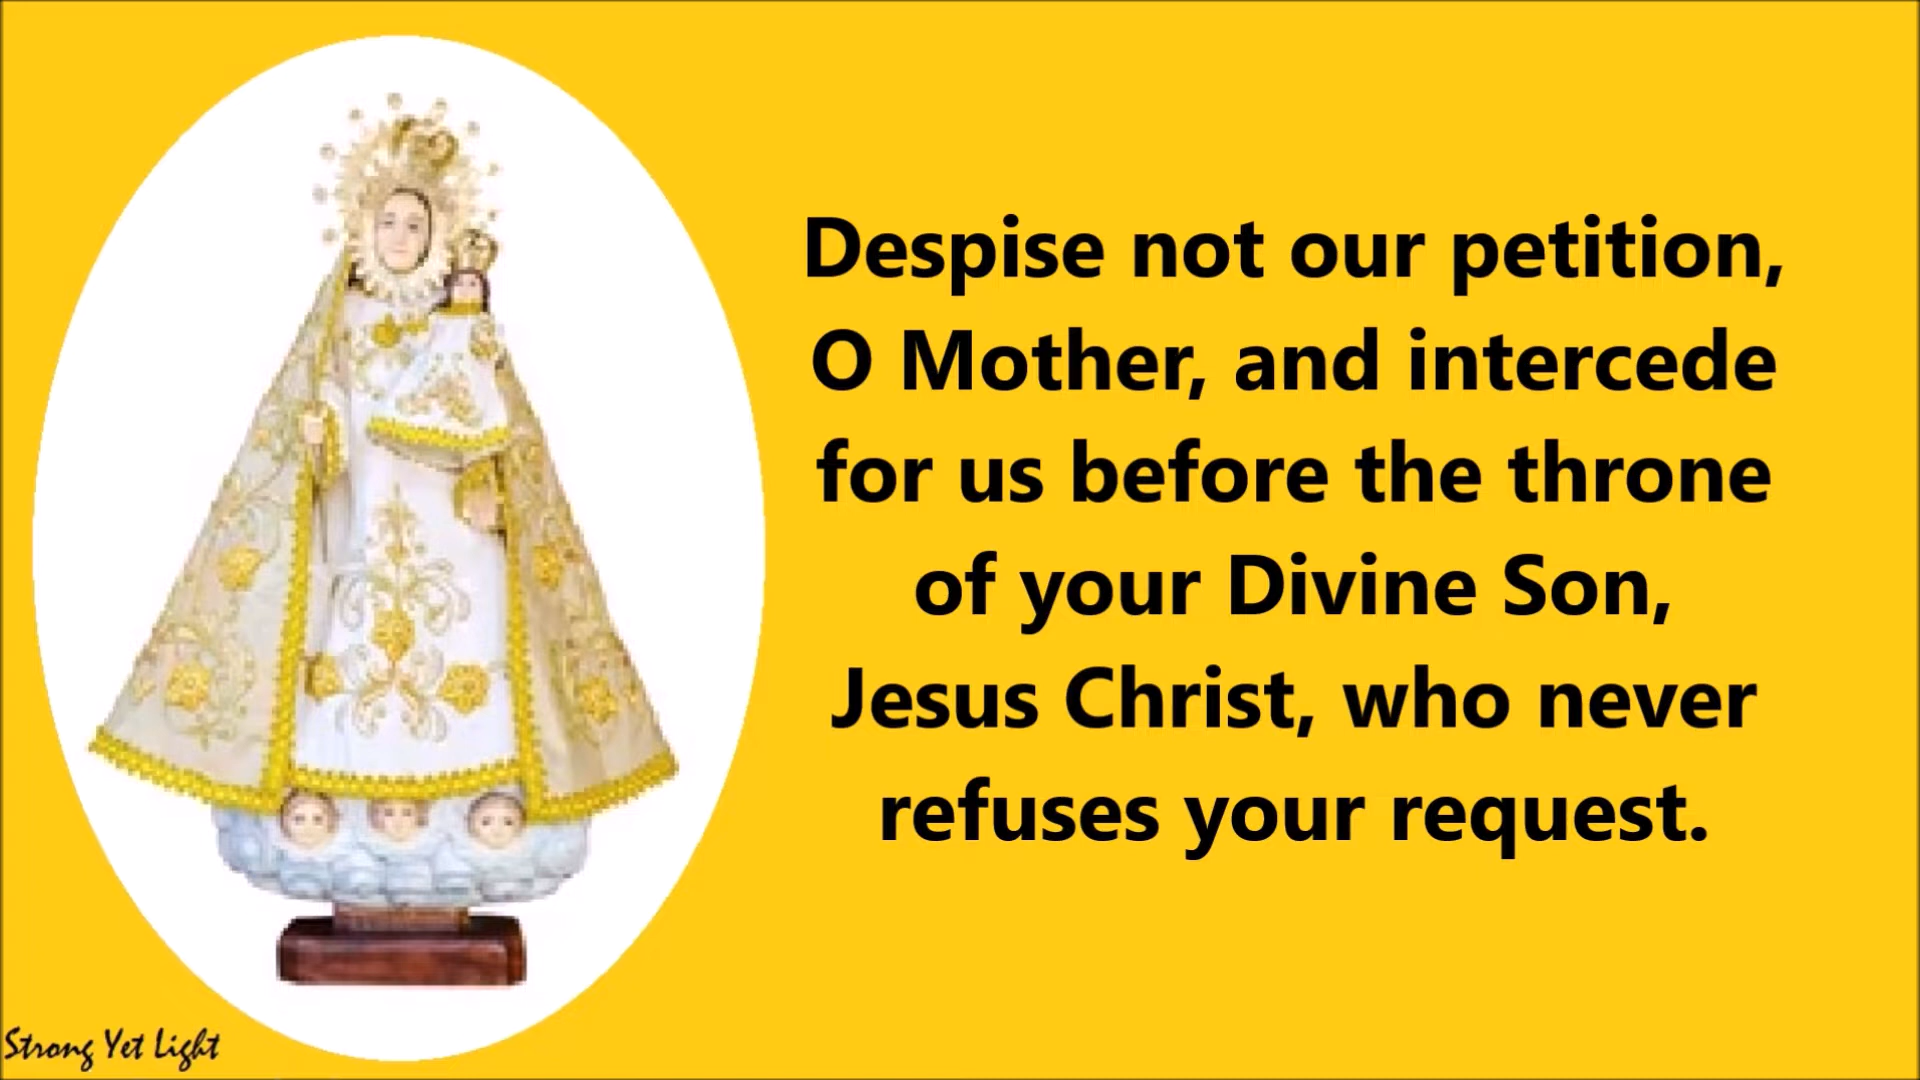 Despise not our petition,
O Mother, and intercede
for us before the throne
of your Divine Son,
Jesus Christ, who never
refuses your request.
Strong Yet Light